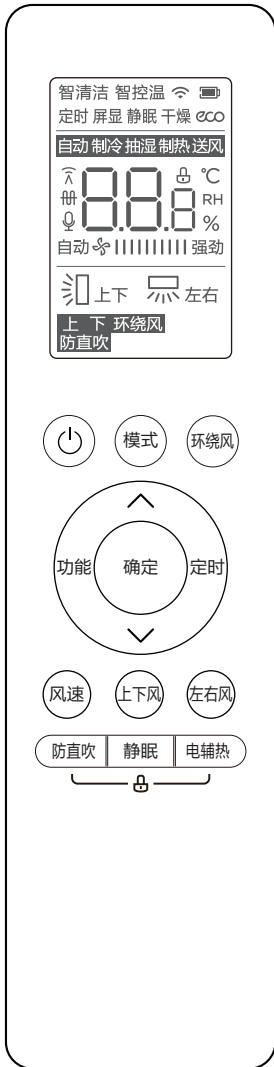 智清洁 智控温
定时 屏显 静眠 干燥 eco
自动 制冷 抽湿 制热 送风
88.8 ℃
RH
%
自动 强劲
上下 左右
上 下 环绕风
防直吹
模式 环绕风
功能 确定 定时
风速 上下风 左右风
防直吹 静眠 电辅热